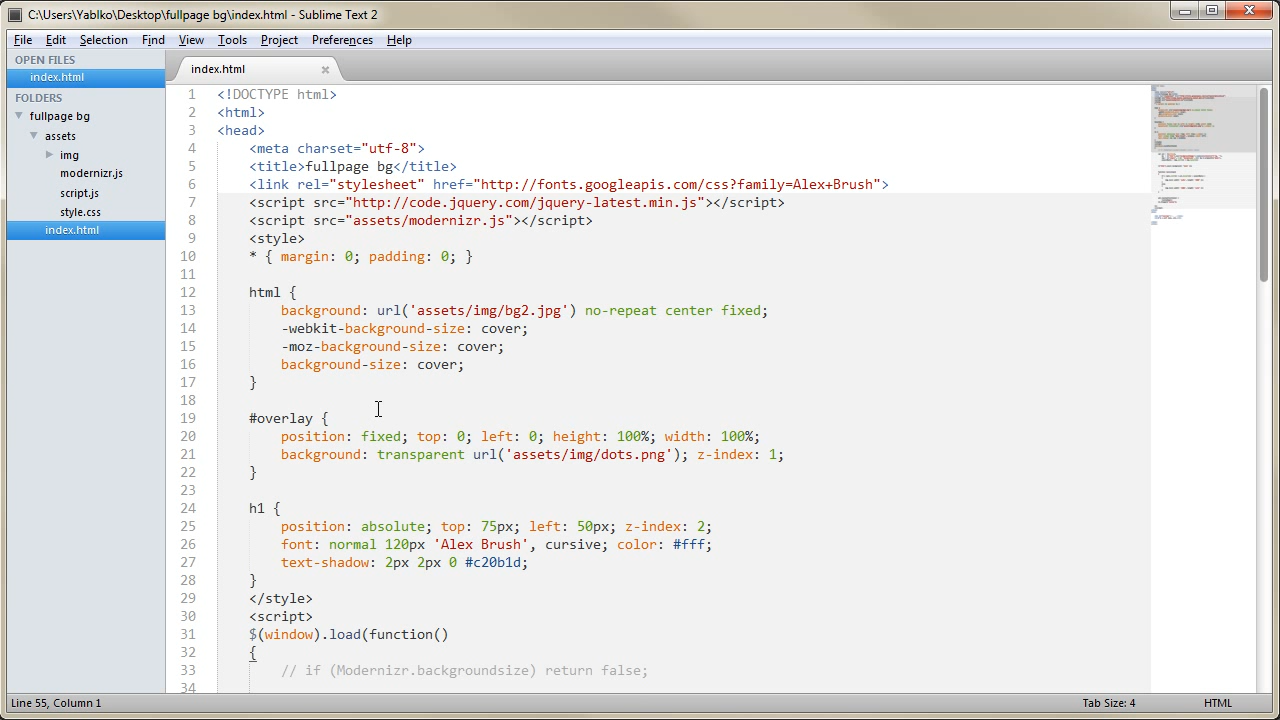 C:\Users\Yablko\Desktop\fullpage bg\index.html - Sublime Text 2
File Edit Selection Find View Tools Project Preferences Help
OPEN FILES
index.html
FOLDERS
fullpage bg
assets
img
modernizr.js
script.js
style.css
index.html
index.html
1 <!DOCTYPE html>
2 <html>
3 <head>
4 <meta charset="utf-8">
5 <title>fullpage bg</title>
6 <link rel="stylesheet" href="http://fonts.googleapis.com/css?family=Alex+Brush">
7 <script src="http://code.jquery.com/jquery-latest.min.js"></script>
8 <script src="assets/modernizr.js"></script>
9 <style>
10 * { margin: 0; padding: 0; }
11
12 html {
13 background: url('assets/img/bg2.jpg') no-repeat center fixed;
14 -webkit-background-size: cover;
15 -moz-background-size: cover;
16 background-size: cover;
17 }
18
19 #overlay {
20 position: fixed; top: 0; left: 0; height: 100%; width: 100%;
21 background: transparent url('assets/img/dots.png'); z-index: 1;
22 }
23
24 h1 {
25 position: absolute; top: 75px; left: 50px; z-index: 2;
26 font: normal 120px 'Alex Brush', cursive; color: #fff;
27 text-shadow: 2px 2px 0 #c20b1d;
28 }
29 </style>
30 <script>
31 $(window).load(function()
32 {
33 // if (Modernizr.backgroundsize) return false;
34
Line 55, Column 1
Tab Size: 4
HTML